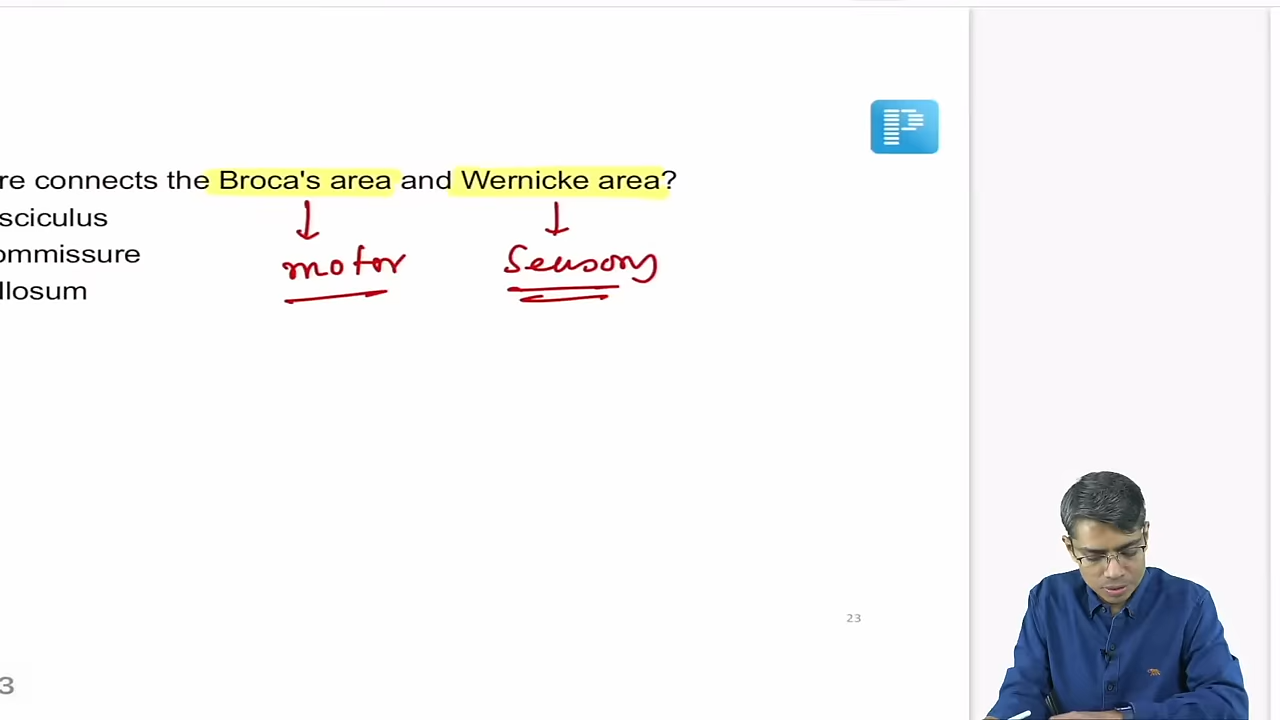 re connects the Broca's area and Wernicke area?
sciculus
ommissure
llosum
motor
Sensory
23
3